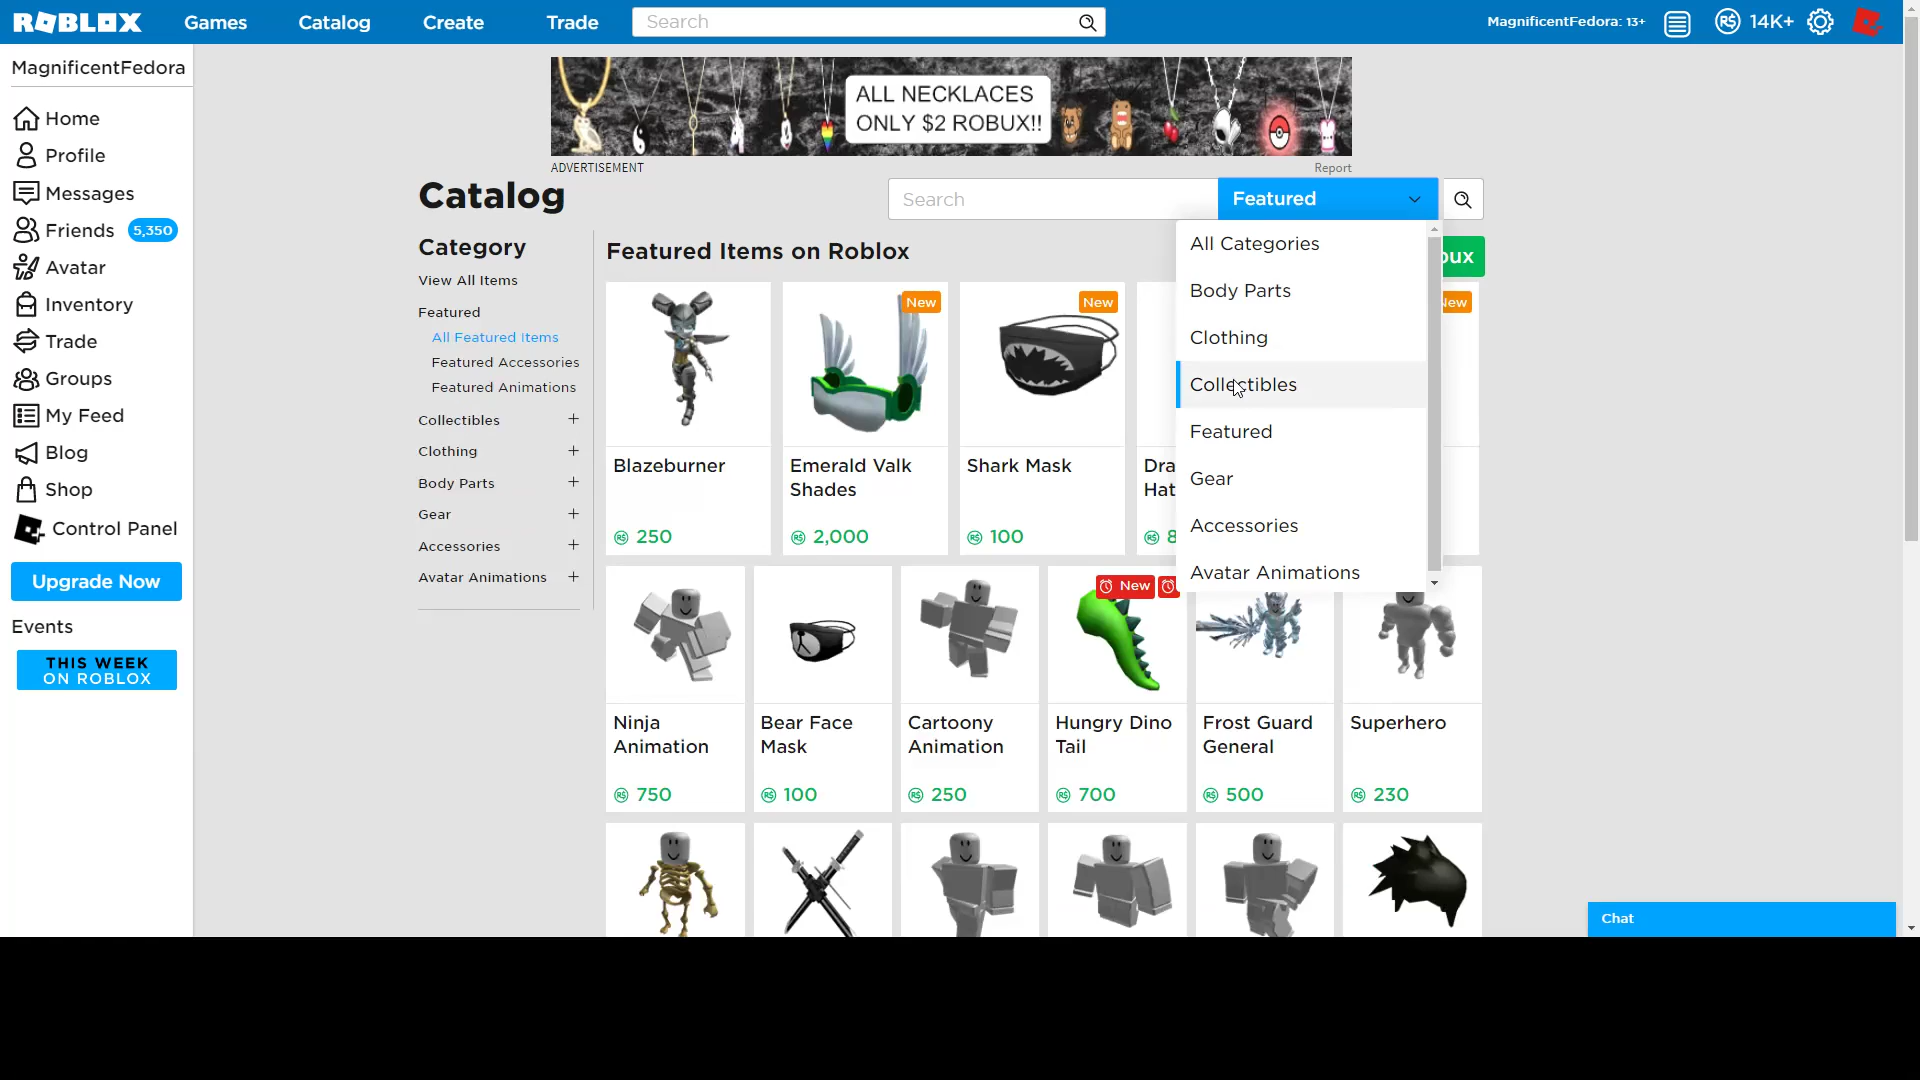 ROBLOX
Games
Catalog
Create
Trade
Search
MagnificentFedora: 13+
14K+
MagnificentFedora
Home
Profile
Messages
Friends 5,350
Avatar
Inventory
Trade
Groups
My Feed
Blog
Shop
Control Panel
Upgrade Now
Events
THIS WEEK
ON ROBLOX
ALL NECKLACES
ONLY $2 ROBUX!!
ADVERTISEMENT
Report
Catalog
Search
Featured
Category
View All Items
Featured
All Featured Items
Featured Accessories
Featured Animations
Collectibles +
Clothing +
Body Parts +
Gear +
Accessories +
Avatar Animations +
Featured Items on Roblox
All Categories
Body Parts
Clothing
Collectibles
Featured
Gear
Accessories
Avatar Animations
Blazeburner
R$ 250
New
Emerald Valk
Shades
R$ 2,000
New
Shark Mask
R$ 100
Dra
Hat
R$ 8
Ninja
Animation
R$ 750
Bear Face
Mask
R$ 100
Cartoony
Animation
R$ 250
New
Hungry Dino
Tail
R$ 700
Frost Guard
General
R$ 500
Superhero
R$ 230
Chat